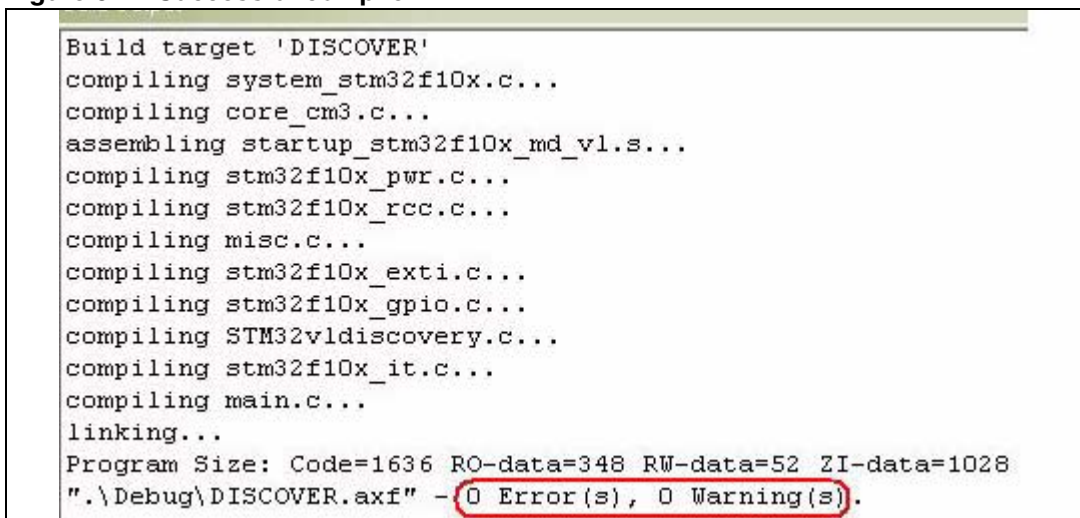 Build target 'DISCOVER'
compiling system_stm32f10x.c...
compiling core_cm3.c...
assembling startup_stm32f10x_md_vl.s...
compiling stm32f10x_pwr.c...
compiling stm32f10x_rcc.c...
compiling misc.c...
compiling stm32f10x_exti.c...
compiling stm32f10x_gpio.c...
compiling STM32vldiscovery.c...
compiling stm32f10x_it.c...
compiling main.c...
linking...
Program Size: Code=1636 RO-data=348 RW-data=52 ZI-data=1028
".\Debug\DISCOVER.axf" - 0 Error(s), 0 Warning(s).